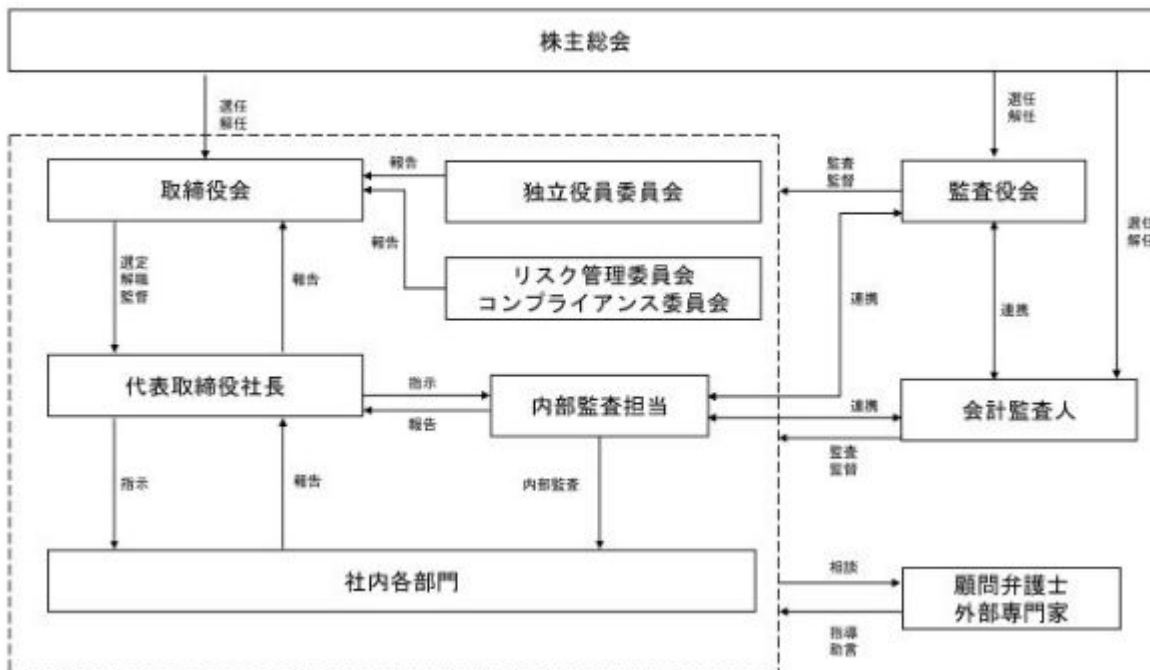 株主総会
選任
解任
選任
解任
選任
解任
取締役会
報告
独立役員委員会
監査
監督
監査役会
報告
リスク管理委員会
コンプライアンス委員会
選定
解職
監督
報告
連携
連携
代表取締役社長
指示
報告
内部監査担当
連携
会計監査人
監査
監督
指示
報告
内部監査
社内各部門
相談
顧問弁護士
外部専門家
指導
助言